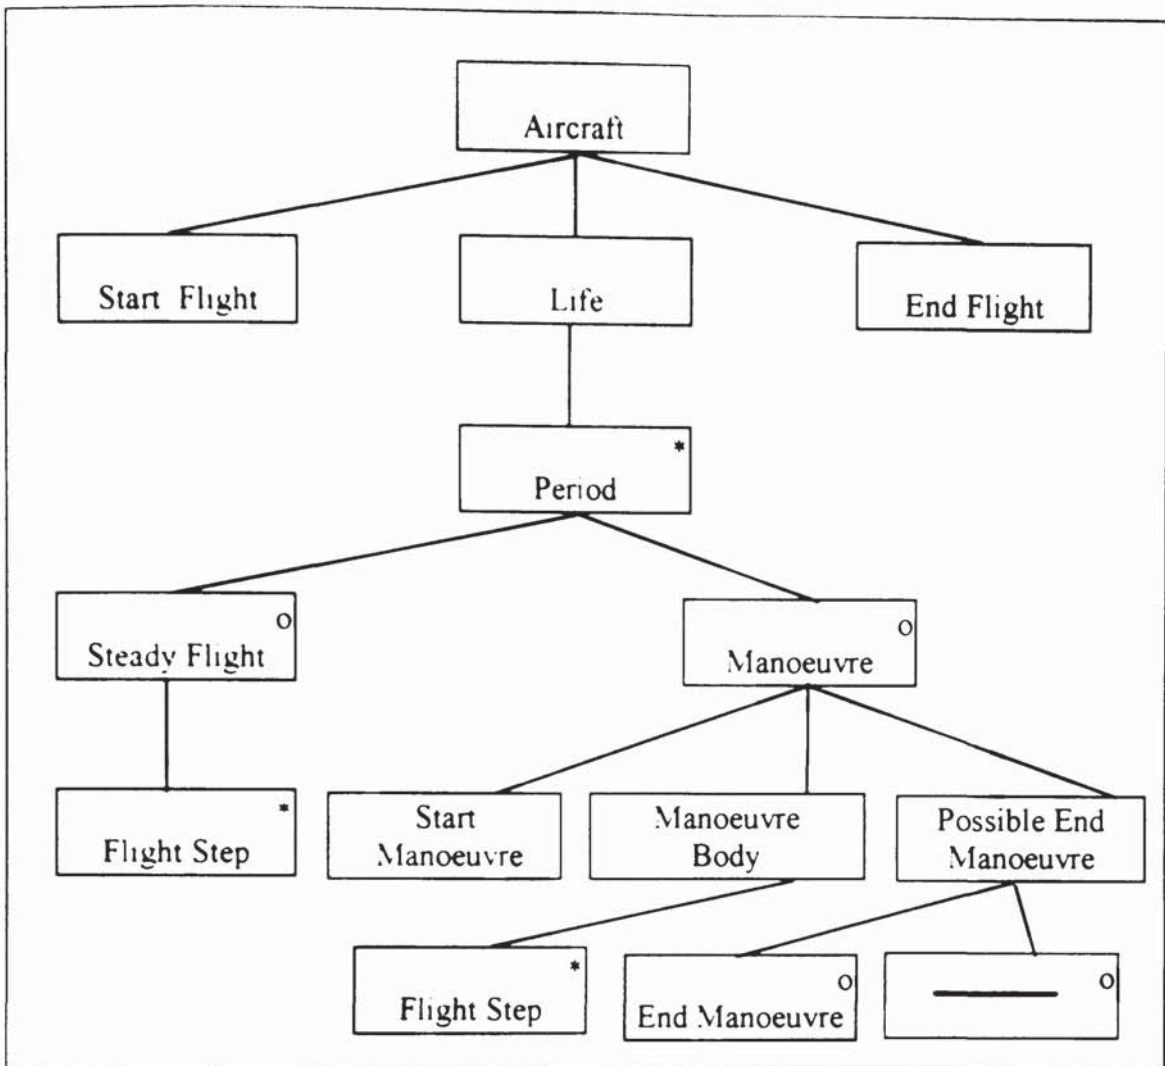 Aircraft
Start Flight
Life
End Flight
*
Period
o
Steady Flight
o
Manoeuvre
*
Flight Step
Start
Manoeuvre
Manoeuvre
Body
Possible End
Manoeuvre
*
Flight Step
o
End Manoeuvre
o